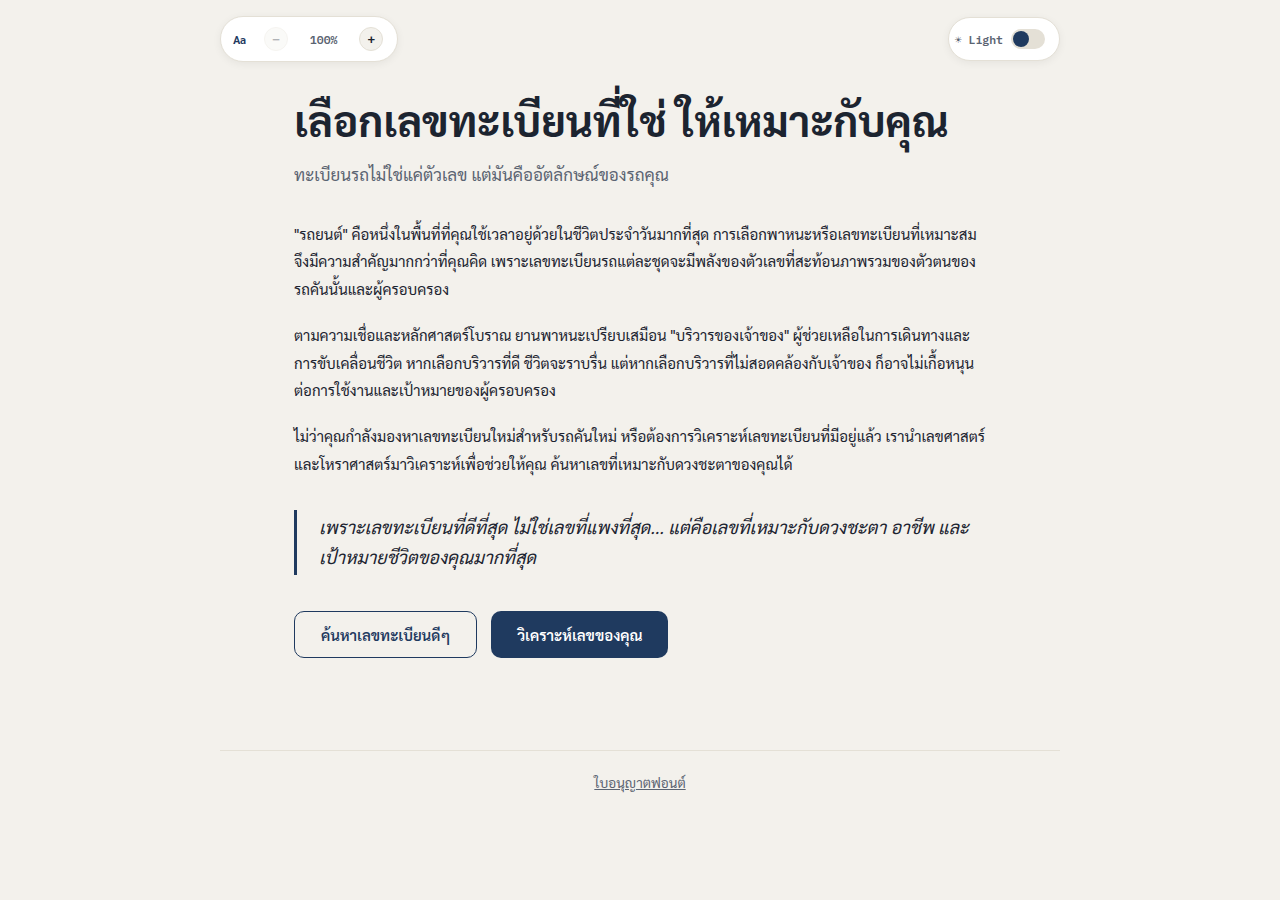 Aa − 100% +
☀ Light
เลือกเลขทะเบียนที่ใช่ ให้เหมาะกับคุณ
ทะเบียนรถไม่ใช่แค่ตัวเลข แต่มันคืออัตลักษณ์ของรถคุณ
"รถยนต์" คือหนึ่งในพื้นที่ที่คุณใช้เวลาอยู่ด้วยในชีวิตประจำวันมากที่สุด การเลือกพาหนะหรือเลขทะเบียนที่เหมาะสม
จึงมีความสำคัญมากกว่าที่คุณคิด เพราะเลขทะเบียนรถแต่ละชุดจะมีพลังของตัวเลขที่สะท้อนภาพรวมของตัวตนของ
รถคันนั้นและผู้ครอบครอง
ตามความเชื่อและหลักศาสตร์โบราณ ยานพาหนะเปรียบเสมือน "บริวารของเจ้าของ" ผู้ช่วยเหลือในการเดินทางและ
การขับเคลื่อนชีวิต หากเลือกบริวารที่ดี ชีวิตจะราบรื่น แต่หากเลือกบริวารที่ไม่สอดคล้องกับเจ้าของ ก็อาจไม่เกื้อหนุน
ต่อการใช้งานและเป้าหมายของผู้ครอบครอง
ไม่ว่าคุณกำลังมองหาเลขทะเบียนใหม่สำหรับรถคันใหม่ หรือต้องการวิเคราะห์เลขทะเบียนที่มีอยู่แล้ว เรานำเลขศาสตร์
และโหราศาสตร์มาวิเคราะห์เพื่อช่วยให้คุณ ค้นหาเลขที่เหมาะกับดวงชะตาของคุณได้
เพราะเลขทะเบียนที่ดีที่สุด ไม่ใช่เลขที่แพงที่สุด... แต่คือเลขที่เหมาะกับดวงชะตา อาชีพ และ
เป้าหมายชีวิตของคุณมากที่สุด
ค้นหาเลขทะเบียนดีๆ
วิเคราะห์เลขของคุณ
ใบอนุญาตฟอนต์